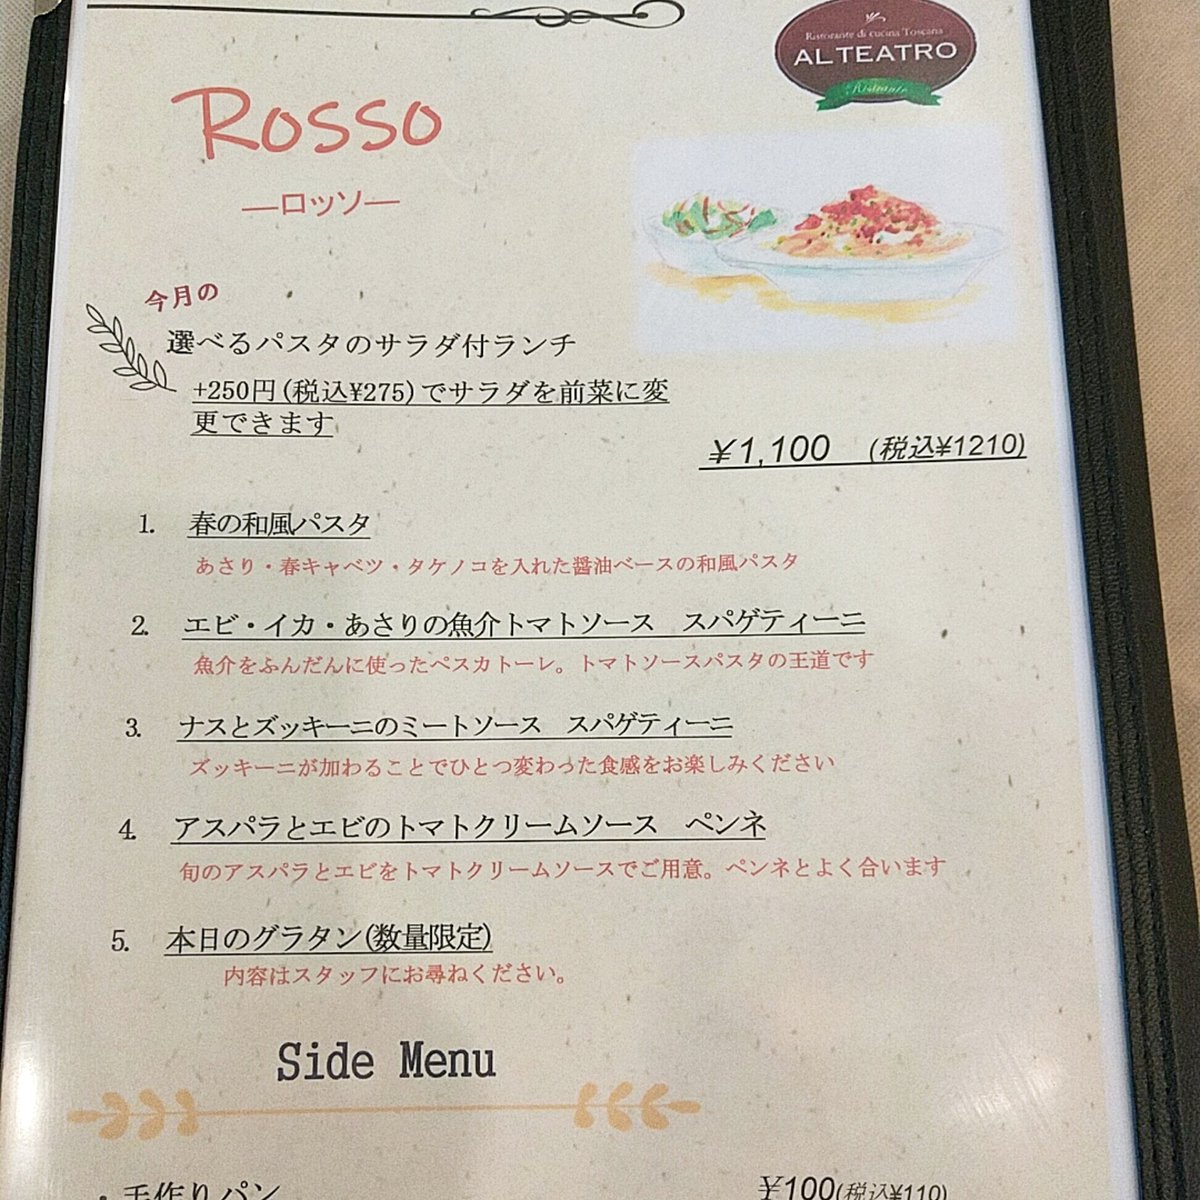 Ristorante di cucina Toscana
AL TEATRO
Ristorante
Rosso
―ロッソ―
今月の
選べるパスタのサラダ付ランチ
+250円(税込¥275)でサラダを前菜に変
更できます
￥1,100 (税込¥1210)
1. 春の和風パスタ
あさり・春キャベツ・タケノコを入れた醤油ベースの和風パスタ
2. エビ・イカ・あさりの魚介トマトソース スパゲティーニ
魚介をふんだんに使ったペスカトーレ。トマトソースパスタの王道です
3. ナスとズッキーニのミートソース スパゲティーニ
ズッキーニが加わることでひとつ変わった食感をお楽しみください
4. アスパラとエビのトマトクリームソース ペンネ
旬のアスパラとエビをトマトクリームソースでご用意。ペンネとよく合います
5. 本日のグラタン(数量限定)
内容はスタッフにお尋ねください。
Side Menu
・手作りパン ￥100(税込¥110)